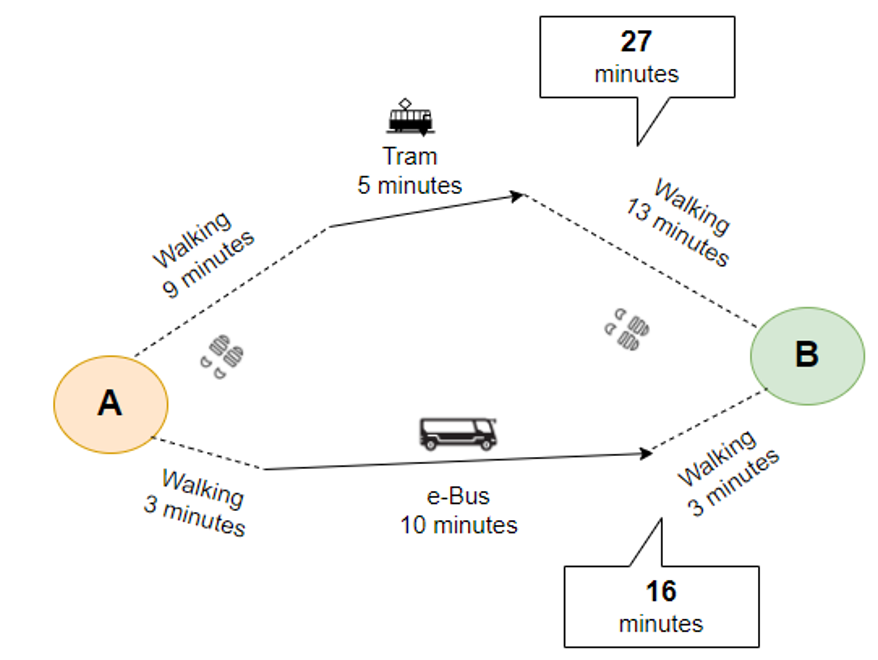 27
minutes
Tram
5 minutes
Walking
13 minutes
Walking
9 minutes
A
B
e-Bus
10 minutes
Walking
3 minutes
Walking
3 minutes
16
minutes